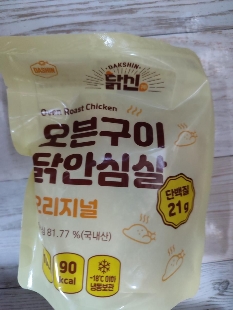 DAKSHIN
닭신
Oven Roast Chicken
오븐구이
닭안심살
오리지널
단백질
21g
81.77 %(국내산)
90
kcal
-18℃ 이하
냉동보관